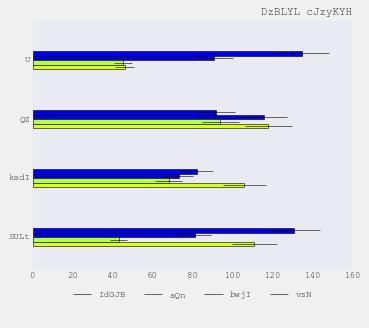 DzBLYL cJzyKYH
U
Qz
kadI
SULt
0 20 40 60 80 100 120 140 160
IdGJB aQn bwjI vsN